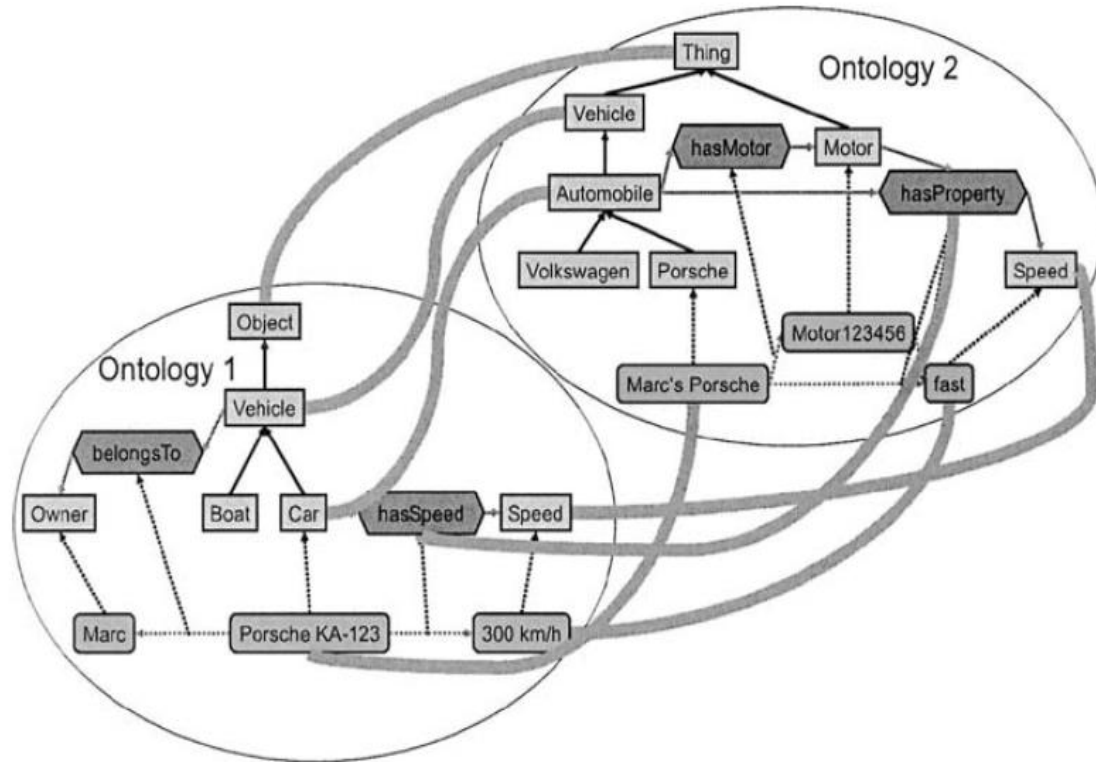 Thing
Ontology 2
Vehicle
hasMotor
Motor
Automobile
hasProperty
Volkswagen
Porsche
Speed
Object
Motor123456
Ontology 1
Marc's Porsche
fast
Vehicle
belongsTo
Owner
Boat
Car
hasSpeed
Speed
Marc
Porsche KA-123
300 km/h